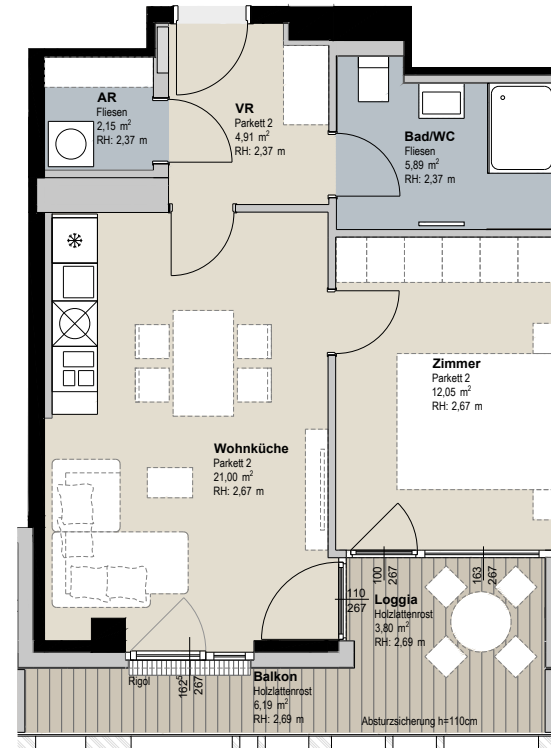 AR
Fliesen
2,15 m²
RH: 2,37 m
VR
Parkett 2
4,91 m²
RH: 2,37 m
Bad/WC
Fliesen
5,89 m²
RH: 2,37 m
Zimmer
Parkett 2
12,05 m²
RH: 2,67 m
Wohnküche
Parkett 2
21,00 m²
RH: 2,67 m
100
267
163
267
110
267
Loggia
Holzlattenrost
3,80 m²
RH: 2,69 m
Rigol
162⁵
267
Balkon
Holzlattenrost
6,19 m²
RH: 2,69 m
Absturzsicherung h=110cm